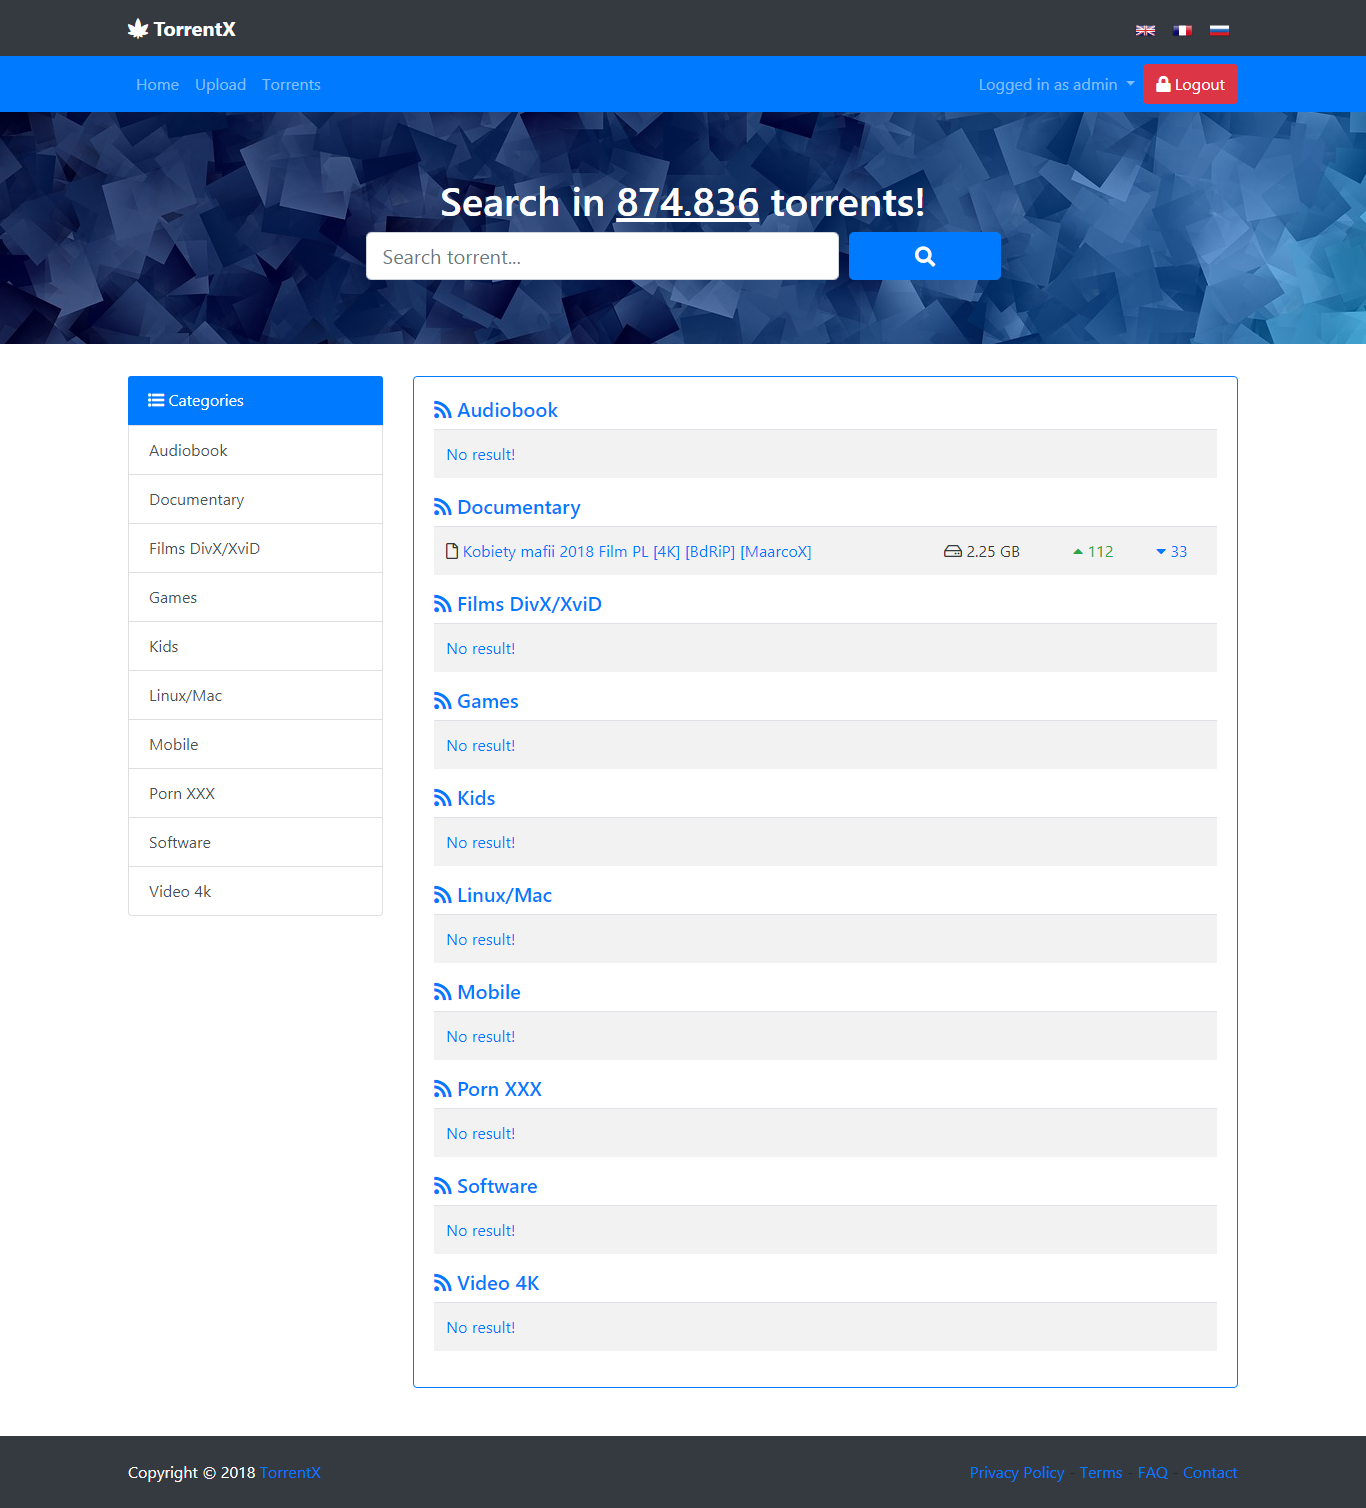 TorrentX
Home Upload Torrents Logged in as admin Logout
Search in 874.836 torrents!
Search torrent...
Categories
Audiobook
Documentary
Films DivX/XviD
Games
Kids
Linux/Mac
Mobile
Porn XXX
Software
Video 4k
Audiobook
No result!
Documentary
Kobiety mafii 2018 Film PL [4K] [BdRiP] [MaarcoX] 2.25 GB 112 33
Films DivX/XviD
No result!
Games
No result!
Kids
No result!
Linux/Mac
No result!
Mobile
No result!
Porn XXX
No result!
Software
No result!
Video 4K
No result!
Copyright © 2018 TorrentX Privacy Policy - Terms - FAQ - Contact